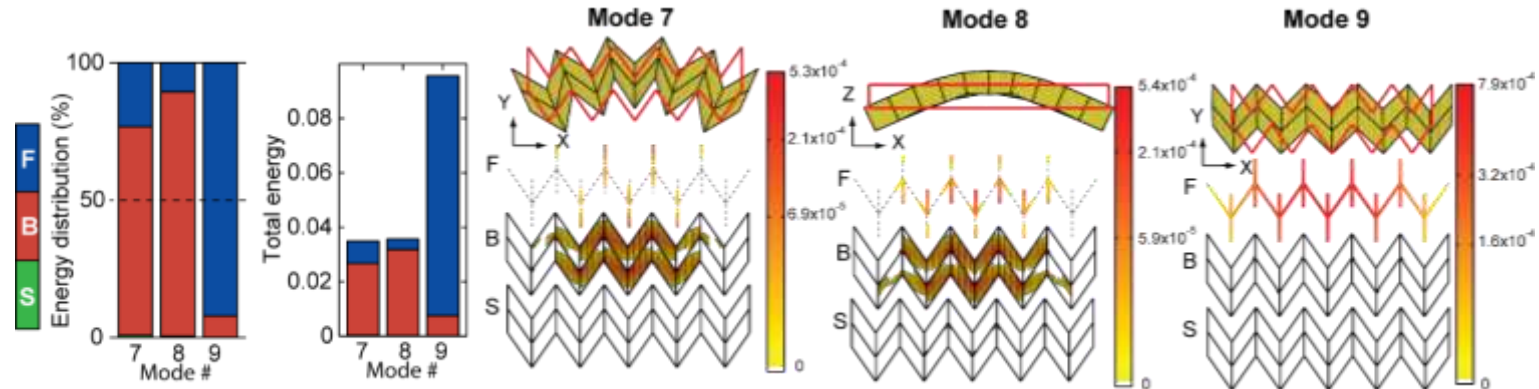 Mode 7
Mode 8
Mode 9
F
B
S
Energy distribution (%)
100
50
0
7
8
9
Mode #
Total energy
0.08
0.06
0.04
0.02
0
7
8
9
Mode #
Y
X
F
B
S
5.3x10⁻⁴
2.1x10⁻⁴
6.9x10⁻⁵
0
Z
X
F
B
S
5.4x10⁻⁴
2.1x10⁻⁴
5.9x10⁻⁵
0
Y
X
F
B
S
7.9x10⁻⁴
3.2x10⁻⁴
1.6x10⁻⁴
0